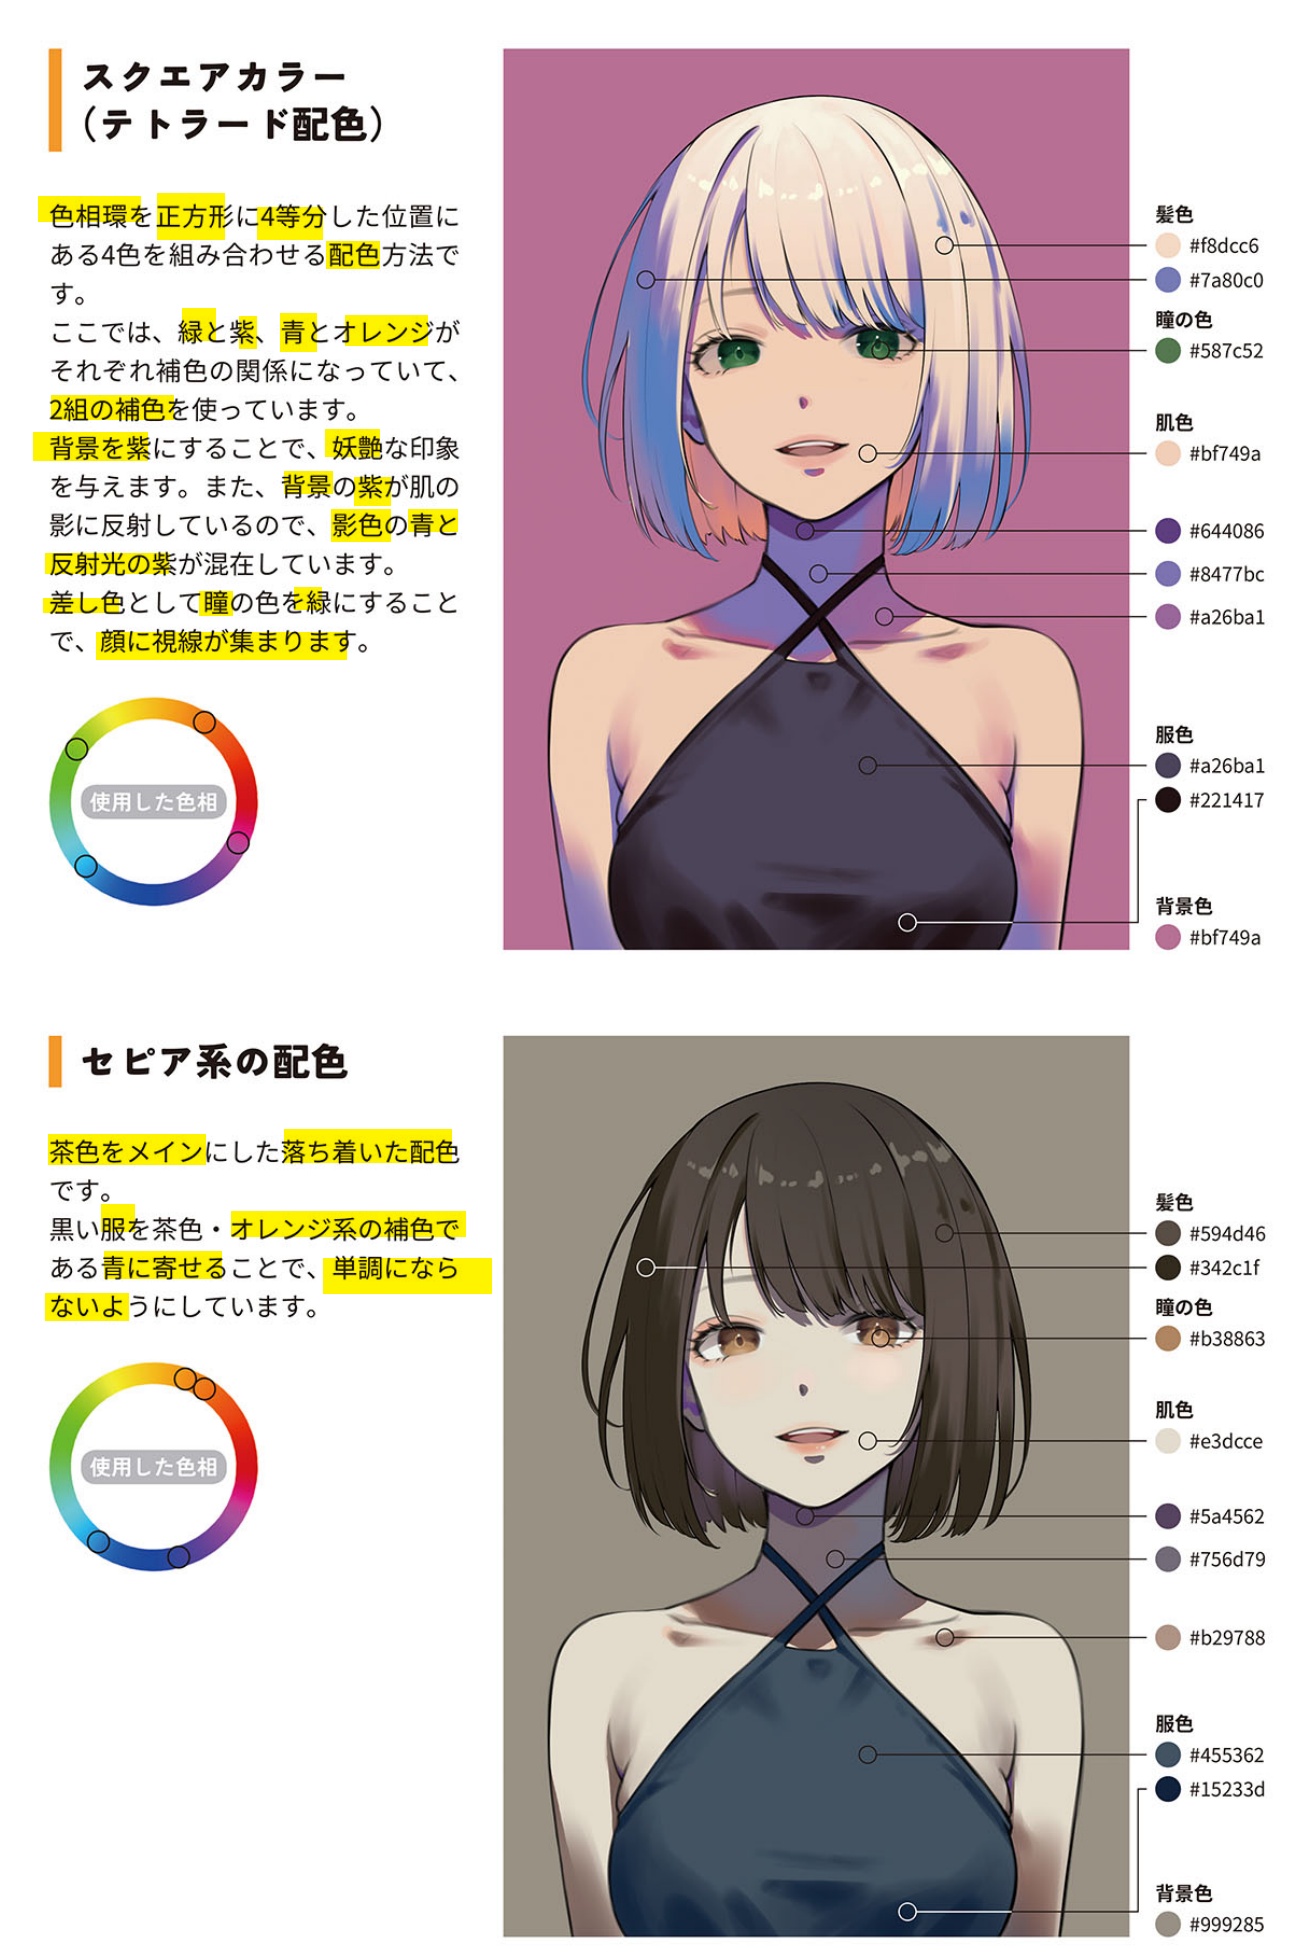 スクエアカラー
（テトラード配色）
色相環を正方形に4等分した位置に
ある4色を組み合わせる配色方法で
す。
ここでは、緑と紫、青とオレンジが
それぞれ補色の関係になっていて、
2組の補色を使っています。
背景を紫にすることで、妖艶な印象
を与えます。また、背景の紫が肌の
影に反射しているので、影色の青と
反射光の紫が混在しています。
差し色として瞳の色を緑にすること
で、顔に視線が集まります。
使用した色相
髪色
#f8dcc6
#7a80c0
瞳の色
#587c52
肌色
#bf749a
#644086
#8477bc
#a26ba1
服色
#a26ba1
#221417
背景色
#bf749a
セピア系の配色
茶色をメインにした落ち着いた配色
です。
黒い服を茶色・オレンジ系の補色で
ある青に寄せることで、単調になら
ないようにしています。
使用した色相
髪色
#594d46
#342c1f
瞳の色
#b38863
肌色
#e3dcce
#5a4562
#756d79
#b29788
服色
#455362
#15233d
背景色
#999285